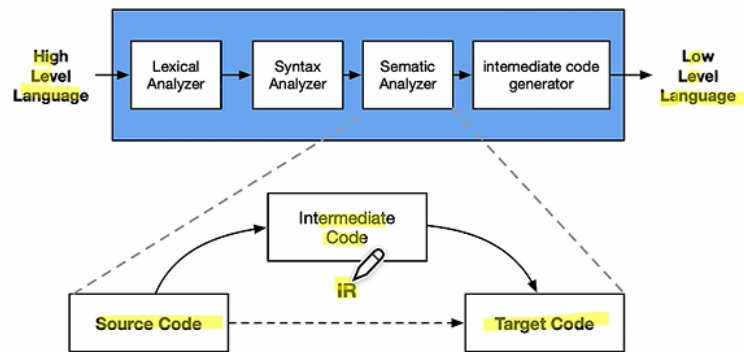 High
Level
Language
Lexical
Analyzer
Syntax
Analyzer
Sematic
Analyzer
intemediate code
generator
Low
Level
Language
Intermediate
Code
IR
Source Code
Target Code